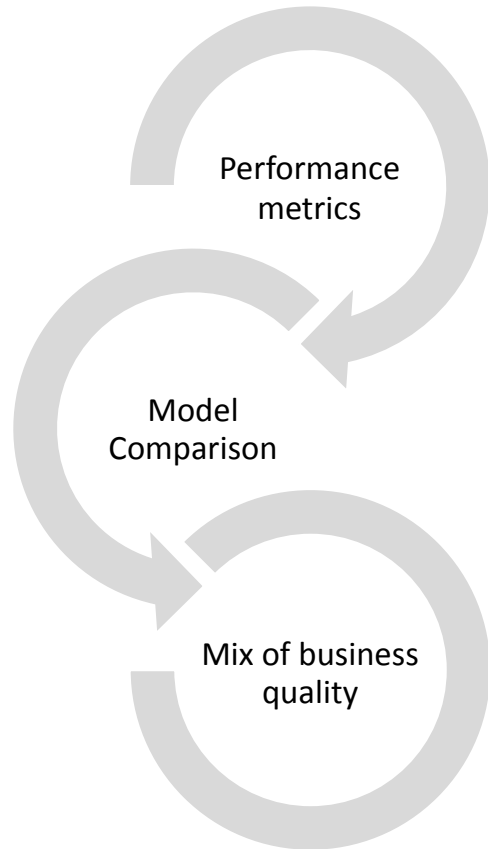 Performance
metrics
Model
Comparison
Mix of business
quality